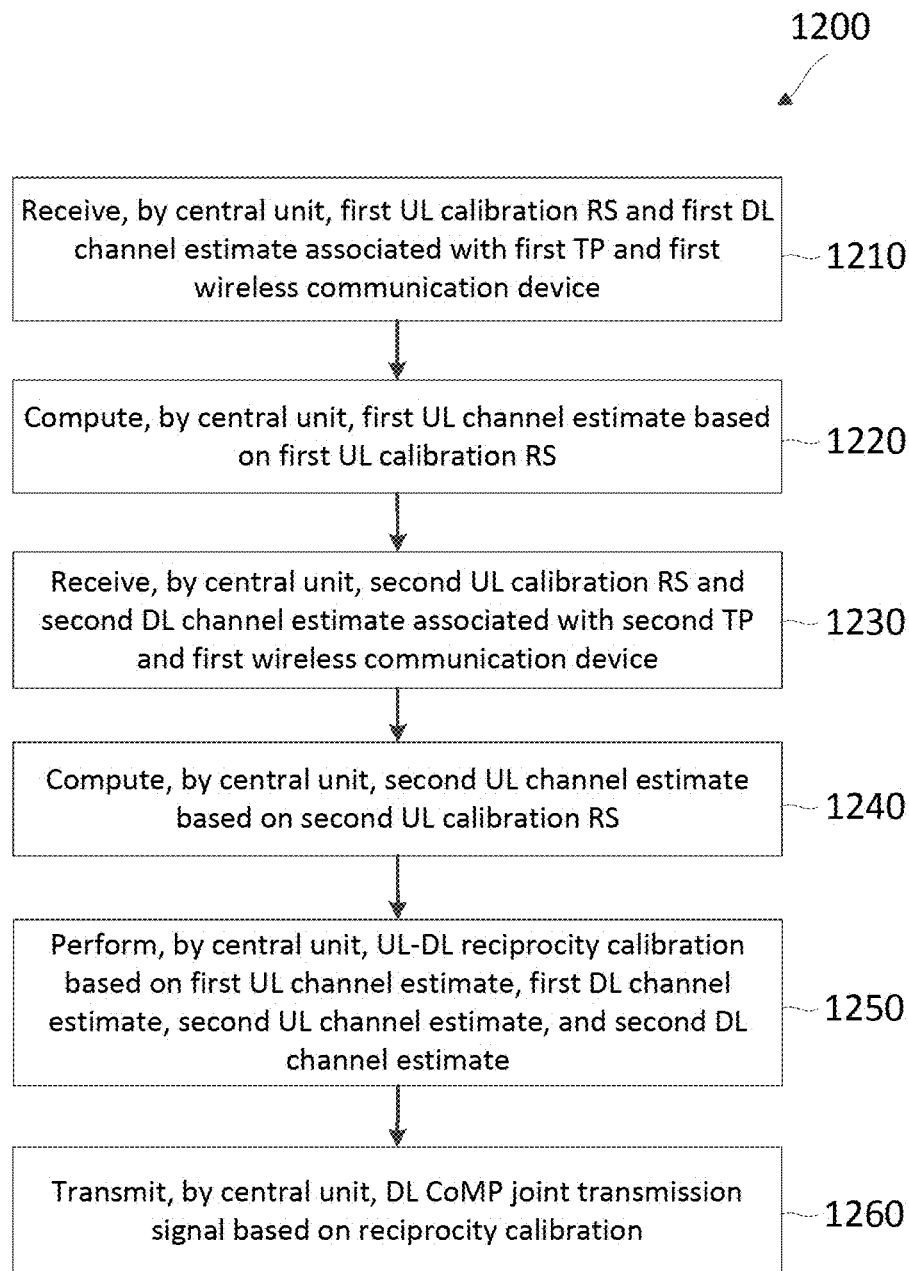 1200
Receive, by central unit, first UL calibration RS and first DL
channel estimate associated with first TP and first
wireless communication device
1210
Compute, by central unit, first UL channel estimate based
on first UL calibration RS
1220
Receive, by central unit, second UL calibration RS and
second DL channel estimate associated with second TP
and first wireless communication device
1230
Compute, by central unit, second UL channel estimate
based on second UL calibration RS
1240
Perform, by central unit, UL-DL reciprocity calibration
based on first UL channel estimate, first DL channel
estimate, second UL channel estimate, and second DL
channel estimate
1250
Transmit, by central unit, DL CoMP joint transmission
signal based on reciprocity calibration
1260